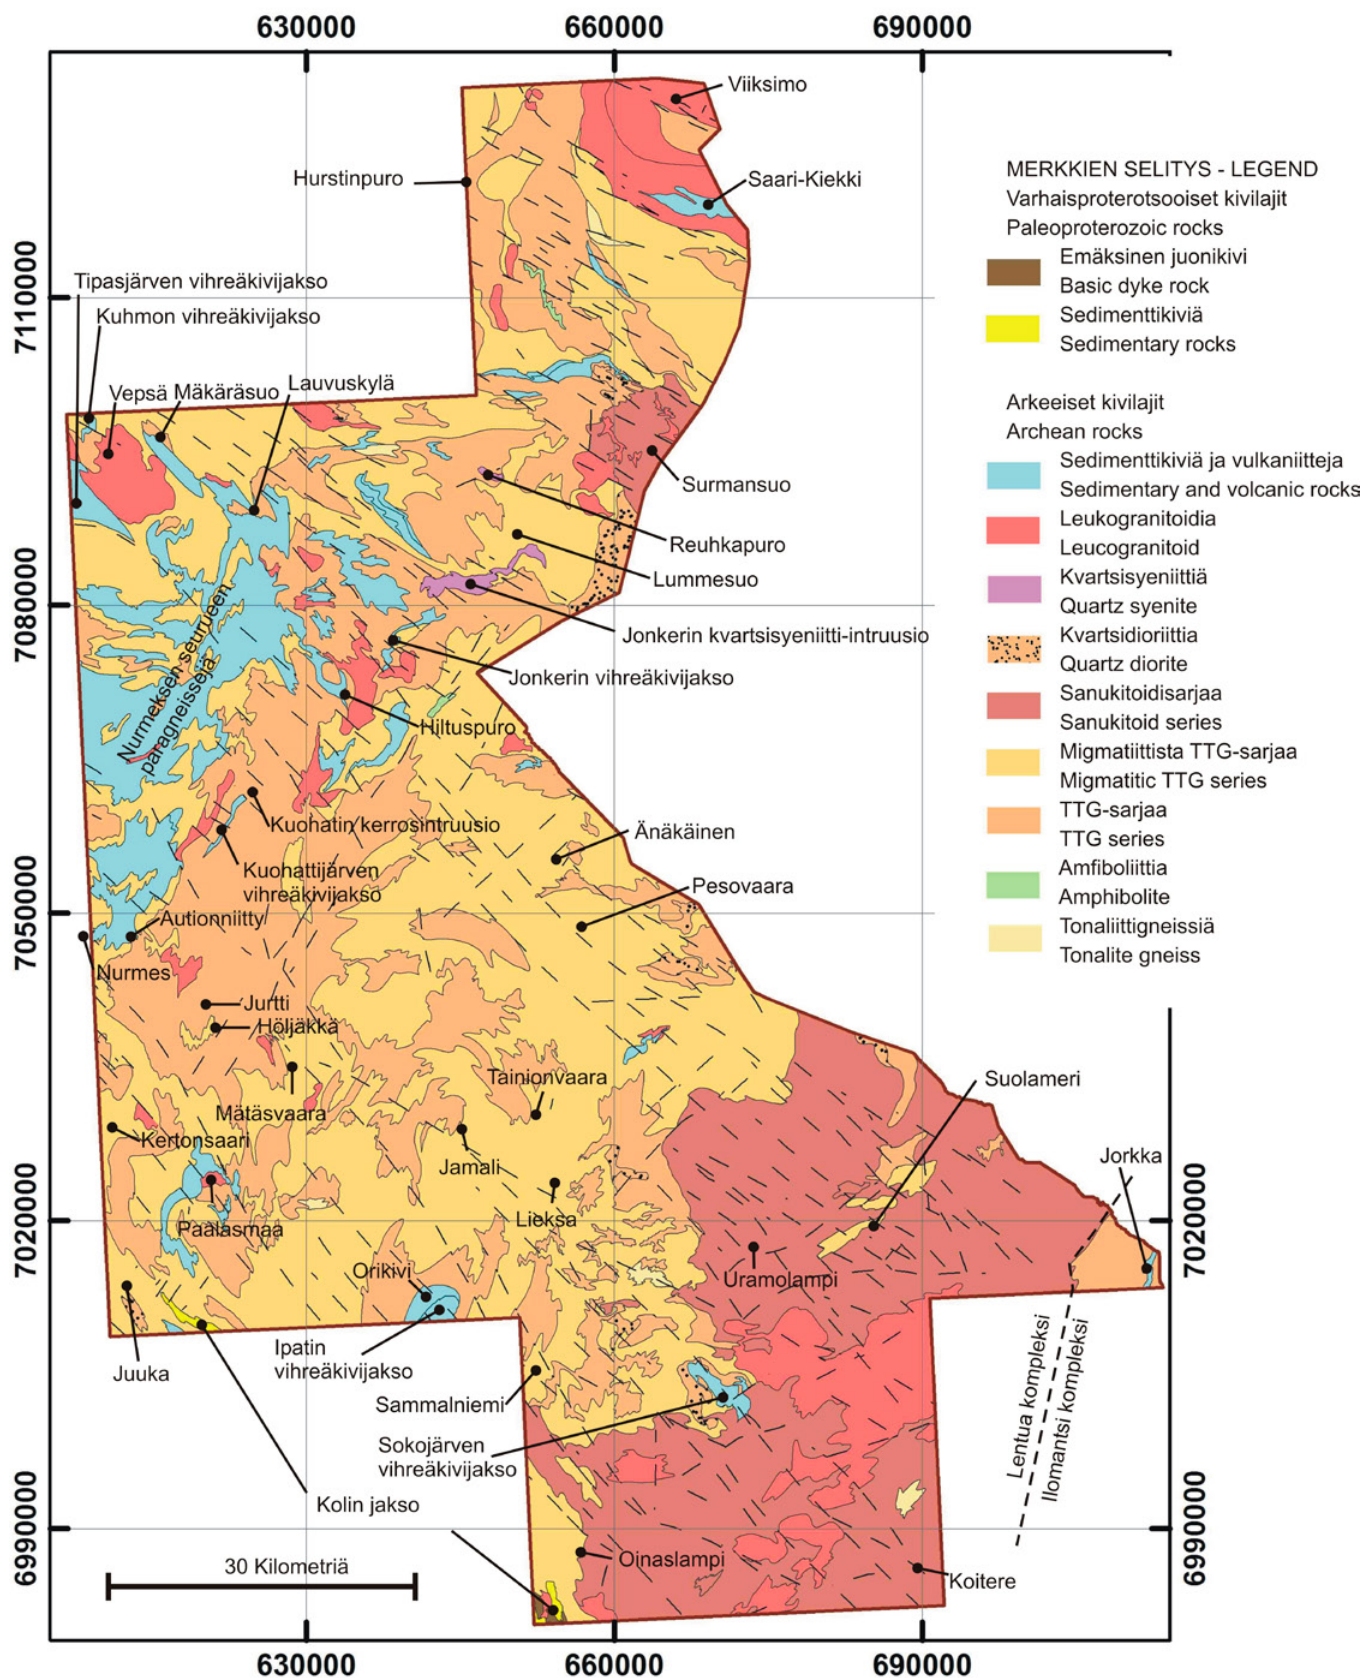 630000
660000
690000
Viiksimo
Hurstinpuro
Saari-Kiekki
MERKKIEN SELITYS - LEGEND
Varhaisproterotsooiset kivilajit
Paleoproterozoic rocks
Emäksinen juonikivi
Basic dyke rock
Sedimenttikiviä
Sedimentary rocks
Arkeeiset kivilajit
Archean rocks
Sedimenttikiviä ja vulkaniitteja
Sedimentary and volcanic rocks
Leukogranitoidia
Leucogranitoid
Kvartsisyeniittiä
Quartz syenite
Kvartsidioriittia
Quartz diorite
Sanukitoidisarjaa
Sanukitoid series
Migmatiittista TTG-sarjaa
Migmatitic TTG series
TTG-sarjaa
TTG series
Amfiboliittia
Amphibolite
Tonaliittigneissiä
Tonalite gneiss
7110000
Tipasjärven vihreäkivijakso
Kuhmon vihreäkivijakso
Vepsä
Mäkäräsuo
Lauvuskylä
Surmansuo
Reuhkapuro
Lummesuo
7080000
Jonkerin kvartsisyeniitti-intruusio
Jonkerin vihreäkivijakso
Nurmeksen seurueen
paragneissejä
Hiltuspuro
Kuohatin kerrosintruusio
Änäkäinen
Kuohattijärven
vihreäkivijakso
Pesovaara
7050000
Autionniitty
Nurmes
Jurtti
Höljäkkä
Tainionvaara
Suolameri
Mätäsvaara
Kertonsaari
Jamali
Jorkka
7020000
7020000
Paalasmaa
Lieksa
Uramolampi
Orikivi
Ipatin
vihreäkivijakso
Juuka
Sammalniemi
Sokojärven
vihreäkivijakso
Lentua kompleksi
Ilomantsi kompleksi
Kolin jakso
6990000
6990000
30 Kilometriä
Oinaslampi
Koitere
630000
660000
690000